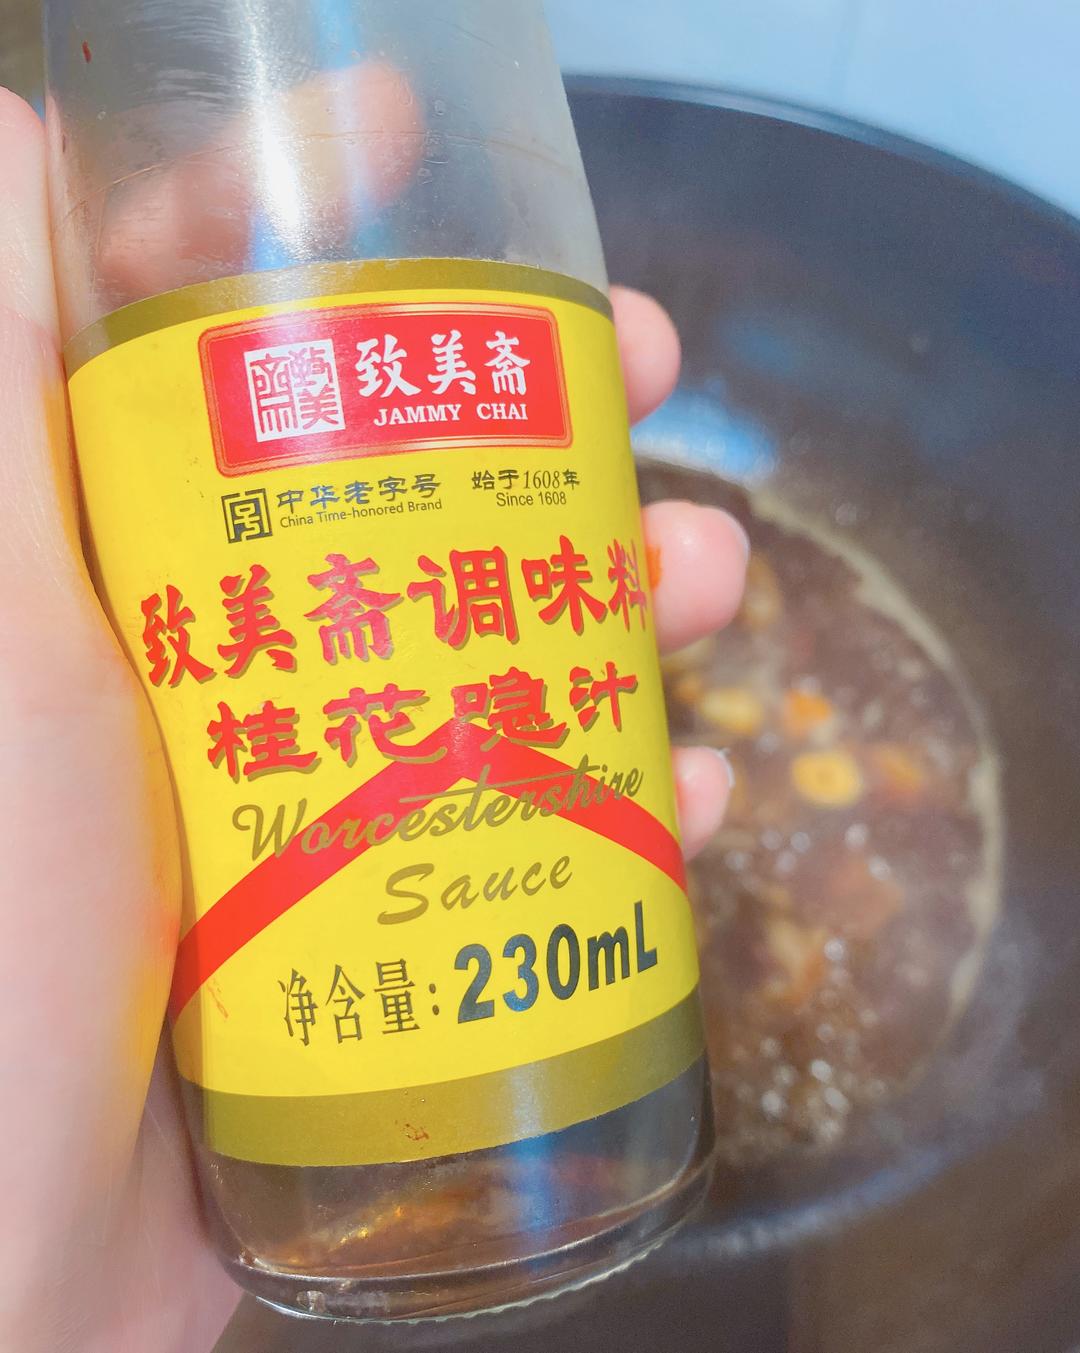 致美斋
JAMMY CHAI
中华老字号
China Time-honored Brand
始于1608年
Since 1608
致美斋调味料
桂花喼汁
Worcestershire
Sauce
净含量:230mL